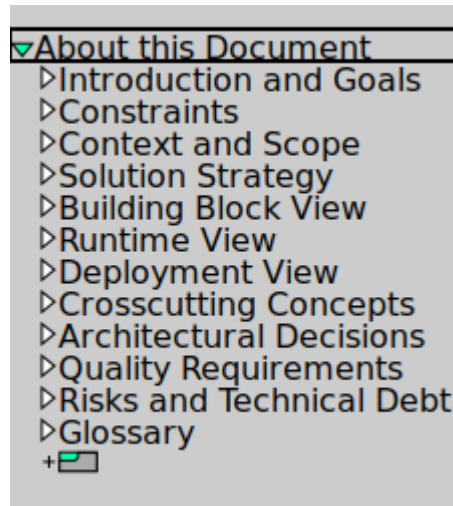 About this Document
Introduction and Goals
Constraints
Context and Scope
Solution Strategy
Building Block View
Runtime View
Deployment View
Crosscutting Concepts
Architectural Decisions
Quality Requirements
Risks and Technical Debt
Glossary
+